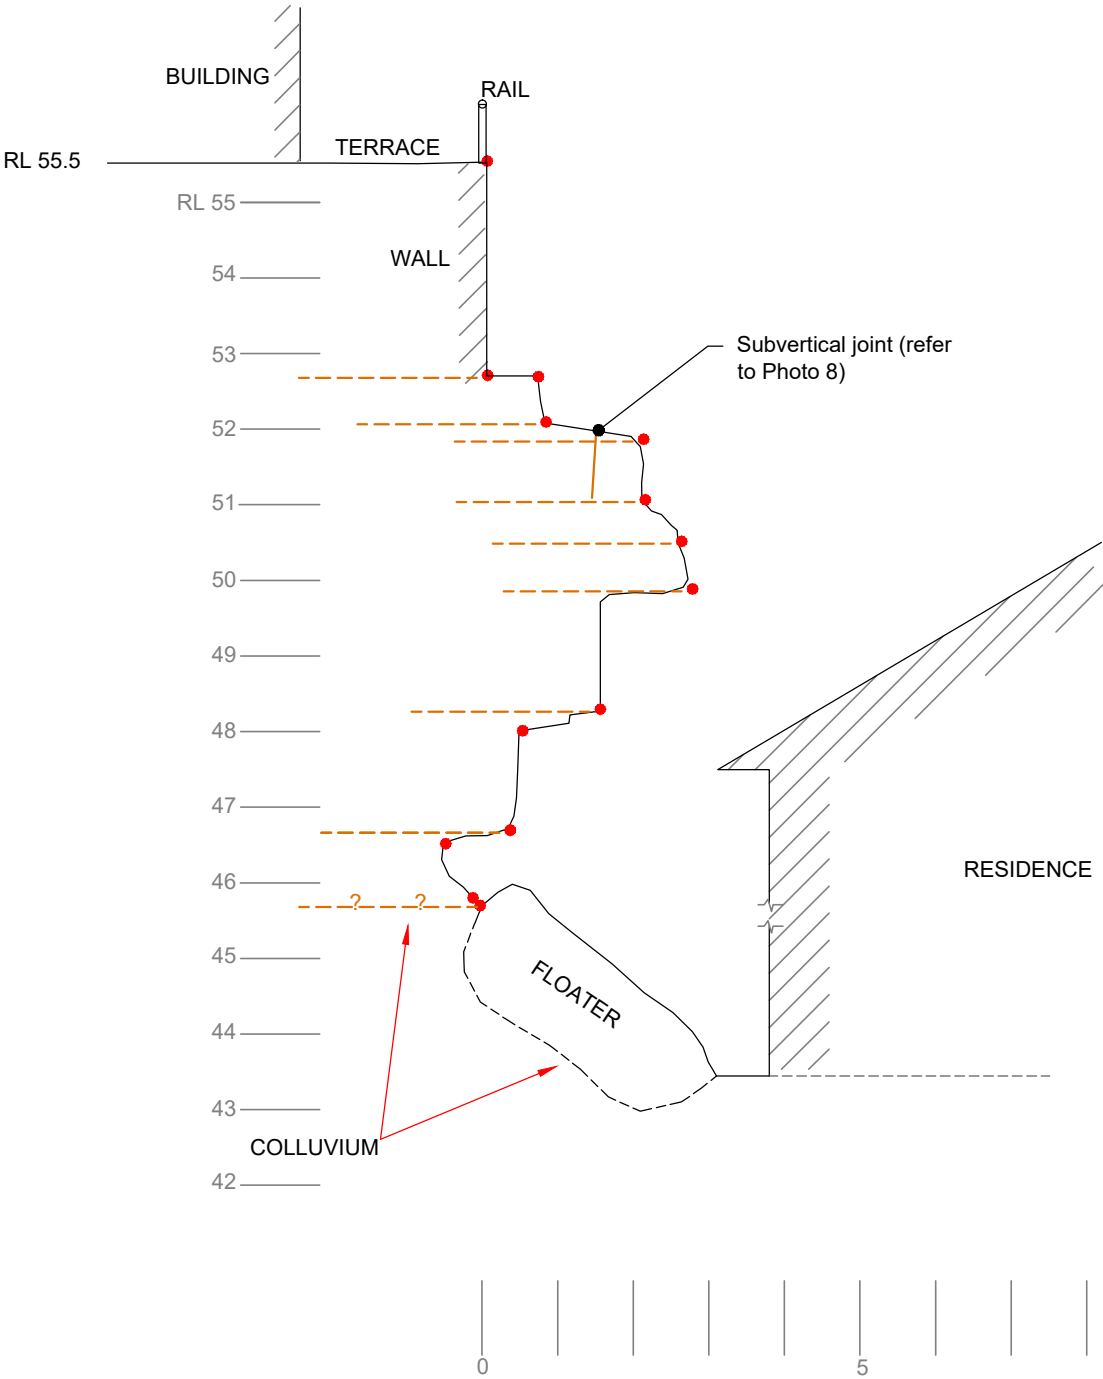 BUILDING
RAIL
TERRACE
RL 55.5
RL 55
WALL
54
53
Subvertical joint (refer
to Photo 8)
52
51
50
49
48
47
RESIDENCE
46
? ?
45
FLOATER
44
43
COLLUVIUM
42
0 5